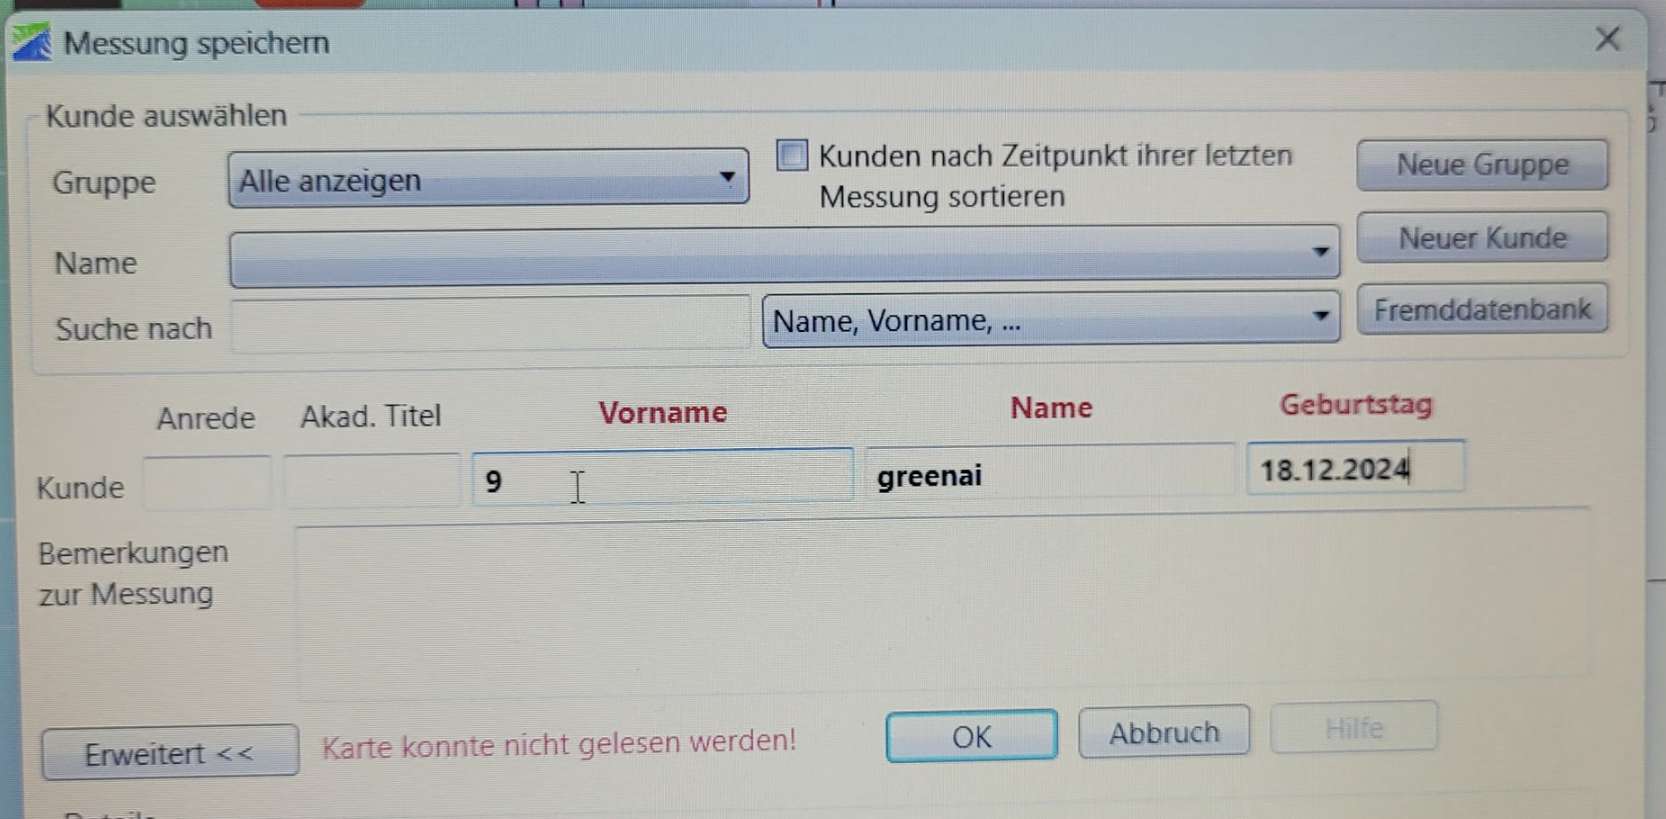 Messung speichern
Kunde auswählen
Gruppe
Alle anzeigen
Kunden nach Zeitpunkt ihrer letzten
Messung sortieren
Neue Gruppe
Name
Neuer Kunde
Suche nach
Name, Vorname, ...
Fremddatenbank
Anrede Akad. Titel Vorname Name Geburtstag
Kunde 9 greenai 18.12.2024
Bemerkungen
zur Messung
Erweitert << Karte konnte nicht gelesen werden! OK Abbruch Hilfe